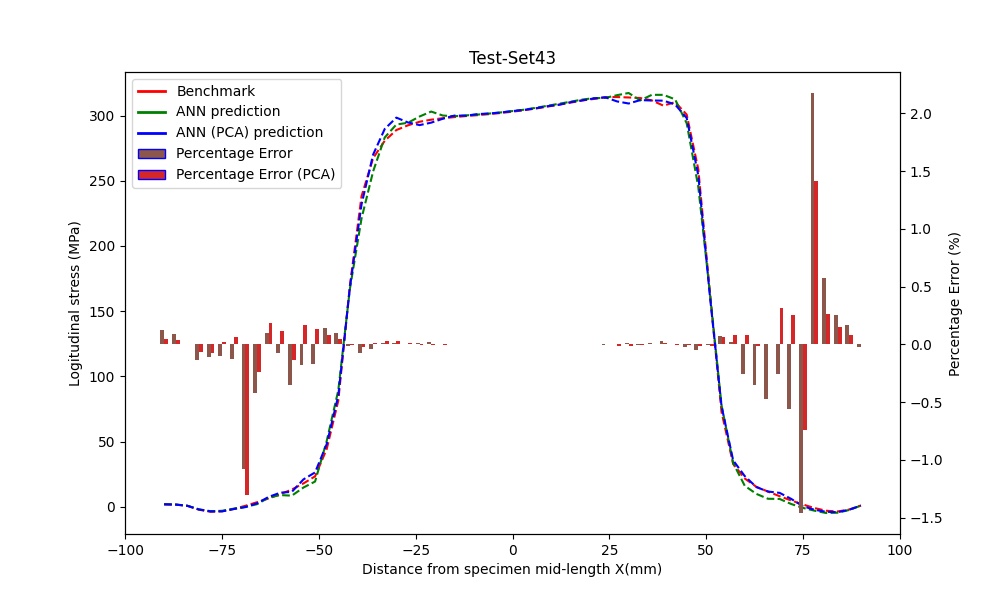 Test-Set43
Benchmark
ANN prediction
ANN (PCA) prediction
Percentage Error
Percentage Error (PCA)
300
250
200
150
100
50
0
Logitudinal stress (MPa)
2.0
1.5
1.0
0.5
0.0
−0.5
−1.0
−1.5
Percentage Error (%)
−100 −75 −50 −25 0 25 50 75 100
Distance from specimen mid-length X(mm)